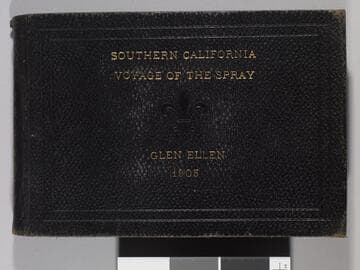 SOUTHERN CALIFORNIA
VOYAGE OF THE SPRAY
GLEN ELLEN
1905